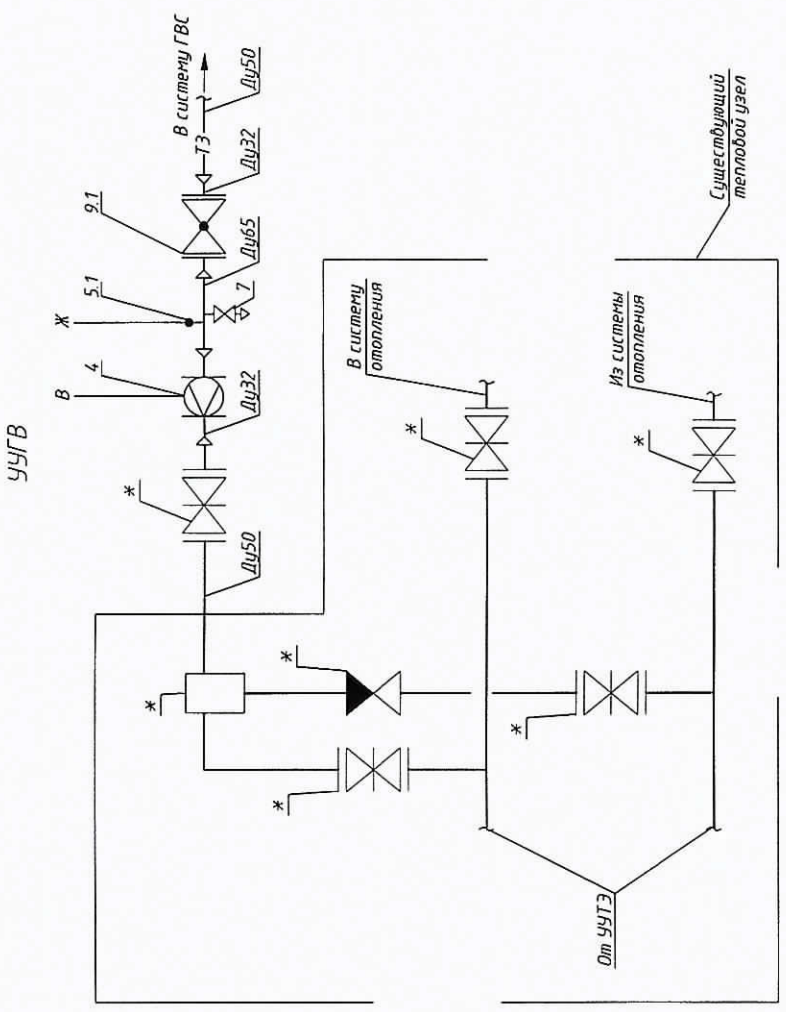 УУГВ
В
Ж
4
5.1
9.1
*
*
В систему ГВС
Т3
Ду50
Ду32
7
Ду65
Ду32
Ду50
*
*
В систему
отопления
*
*
От УУТЭ
Из системы
отопления
*
Существующий
тепловой узел